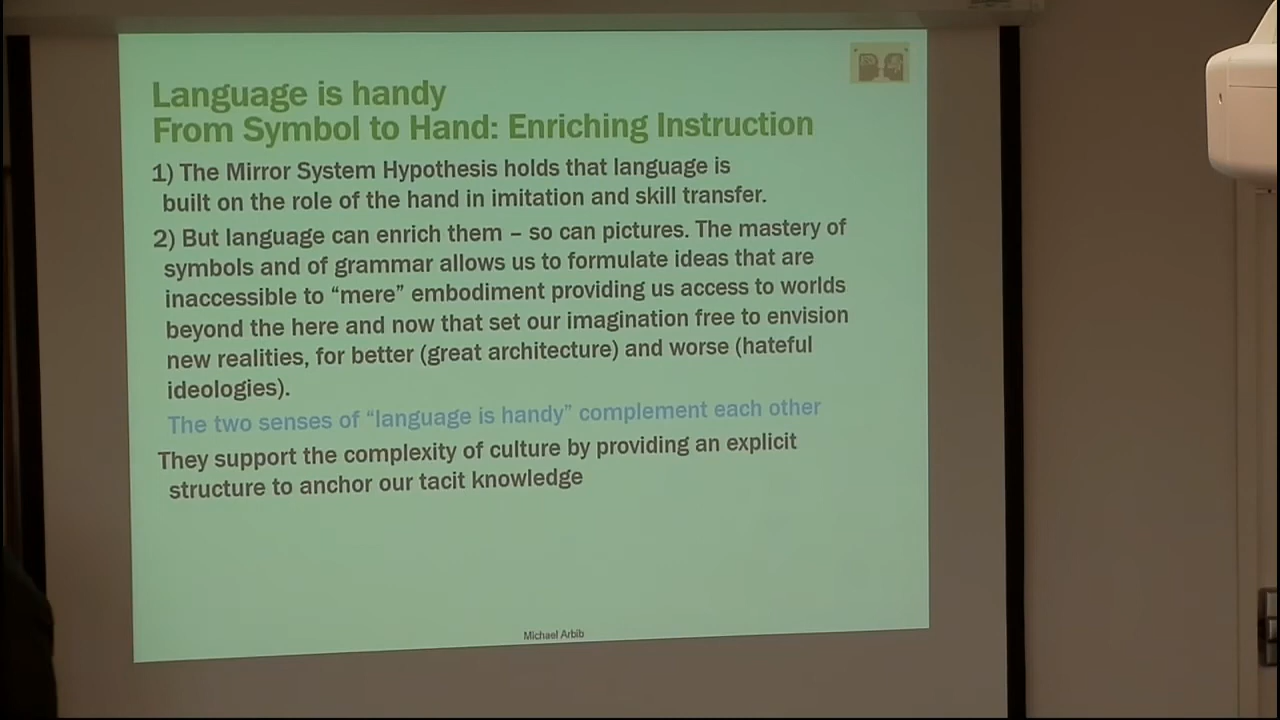 Language is handy
From Symbol to Hand: Enriching Instruction
1) The Mirror System Hypothesis holds that language is
built on the role of the hand in imitation and skill transfer.
2) But language can enrich them – so can pictures. The mastery of
symbols and of grammar allows us to formulate ideas that are
inaccessible to “mere” embodiment providing us access to worlds
beyond the here and now that set our imagination free to envision
new realities, for better (great architecture) and worse (hateful
ideologies).
The two senses of “language is handy” complement each other
They support the complexity of culture by providing an explicit
structure to anchor our tacit knowledge
Michael Arbib